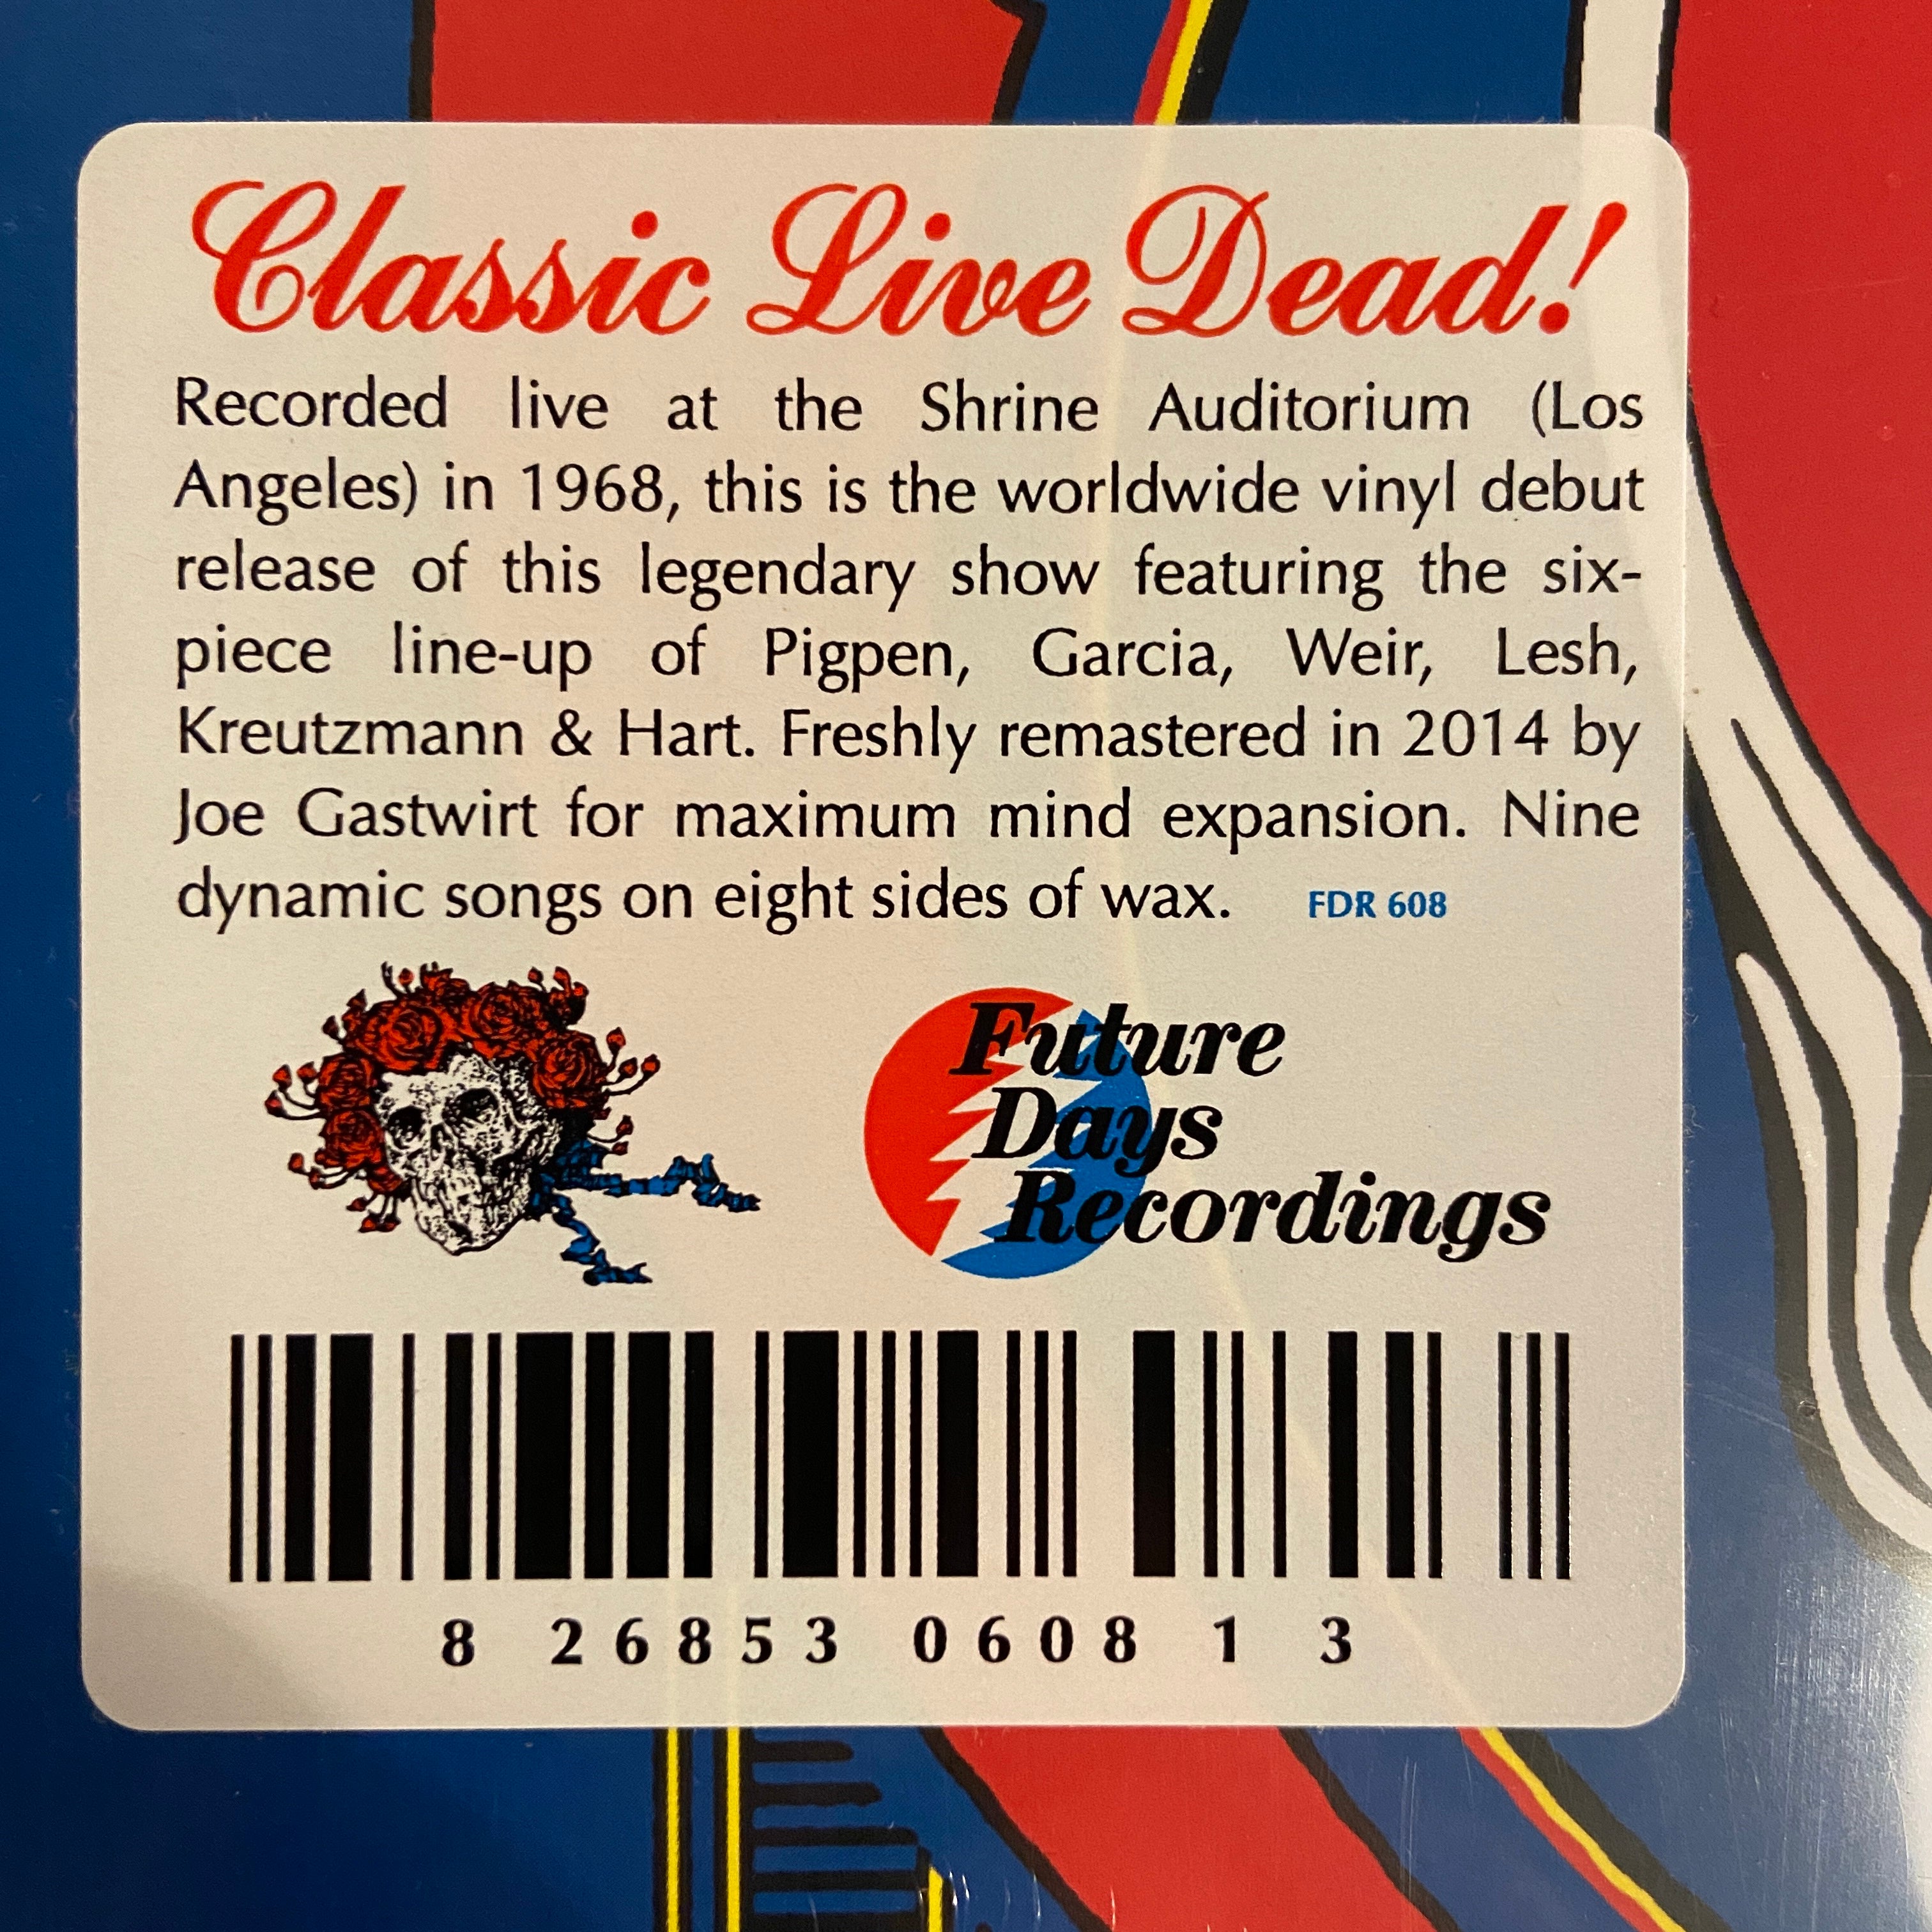 Classic Live Dead!
Recorded live at the Shrine Auditorium (Los
Angeles) in 1968, this is the worldwide vinyl debut
release of this legendary show featuring the six-
piece line-up of Pigpen, Garcia, Weir, Lesh,
Kreutzmann & Hart. Freshly remastered in 2014 by
Joe Gastwirt for maximum mind expansion. Nine
dynamic songs on eight sides of wax. FDR 608
Future
Days
Recordings
8 26853 0608 1 3